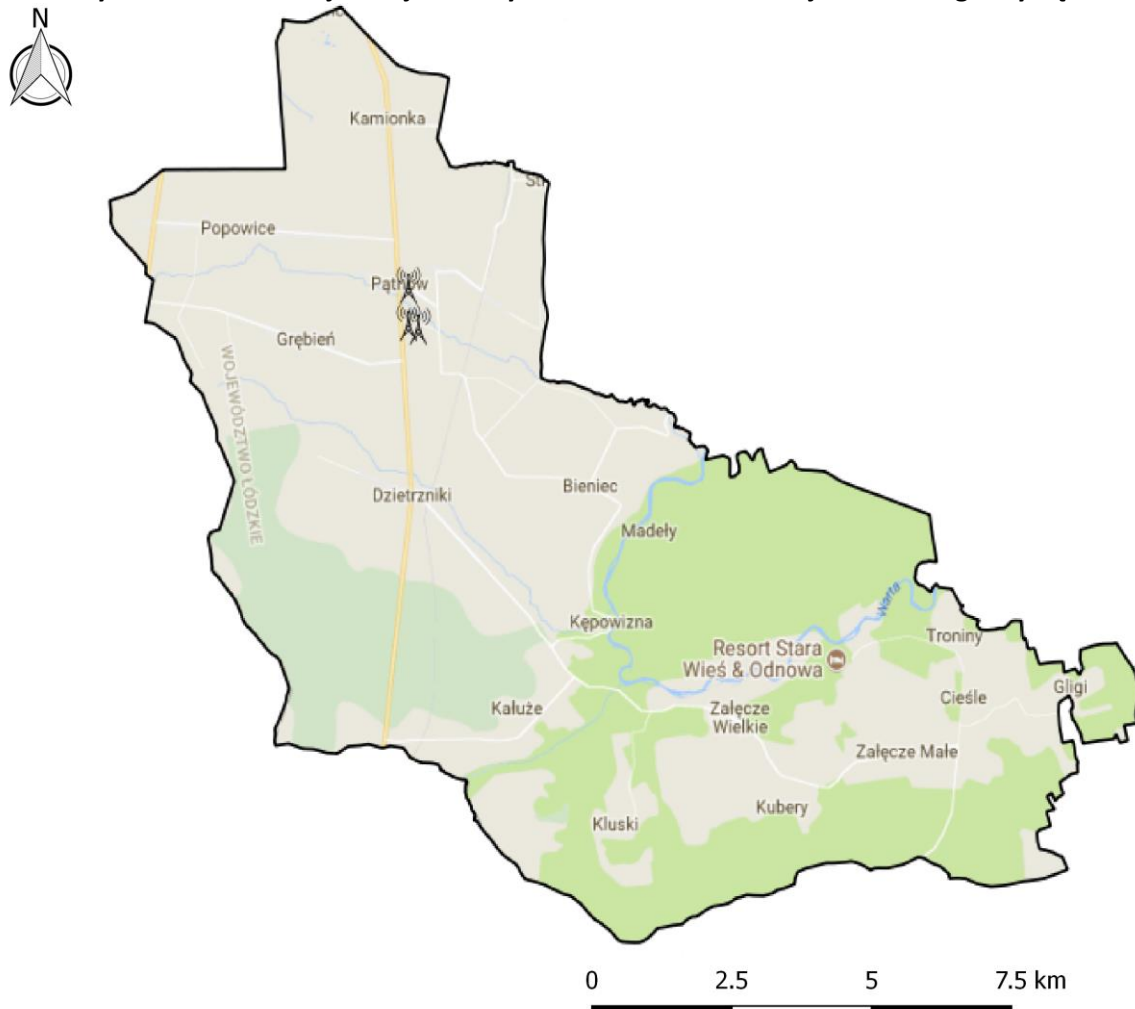 N
Kamionka
Popowice
Pątnów
Grębień
WOJEWÓDZTWO ŁÓDZKIE
Dzietrzniki
Bieniec
Madeły
Warta
Kępowizna
Troniny
Resort Stara
Wieś & Odnowa
Gligi
Cieśle
Kałuże
Załęcze
Wielkie
Załęcze Małe
Kubery
Kluski
0 2.5 5 7.5 km